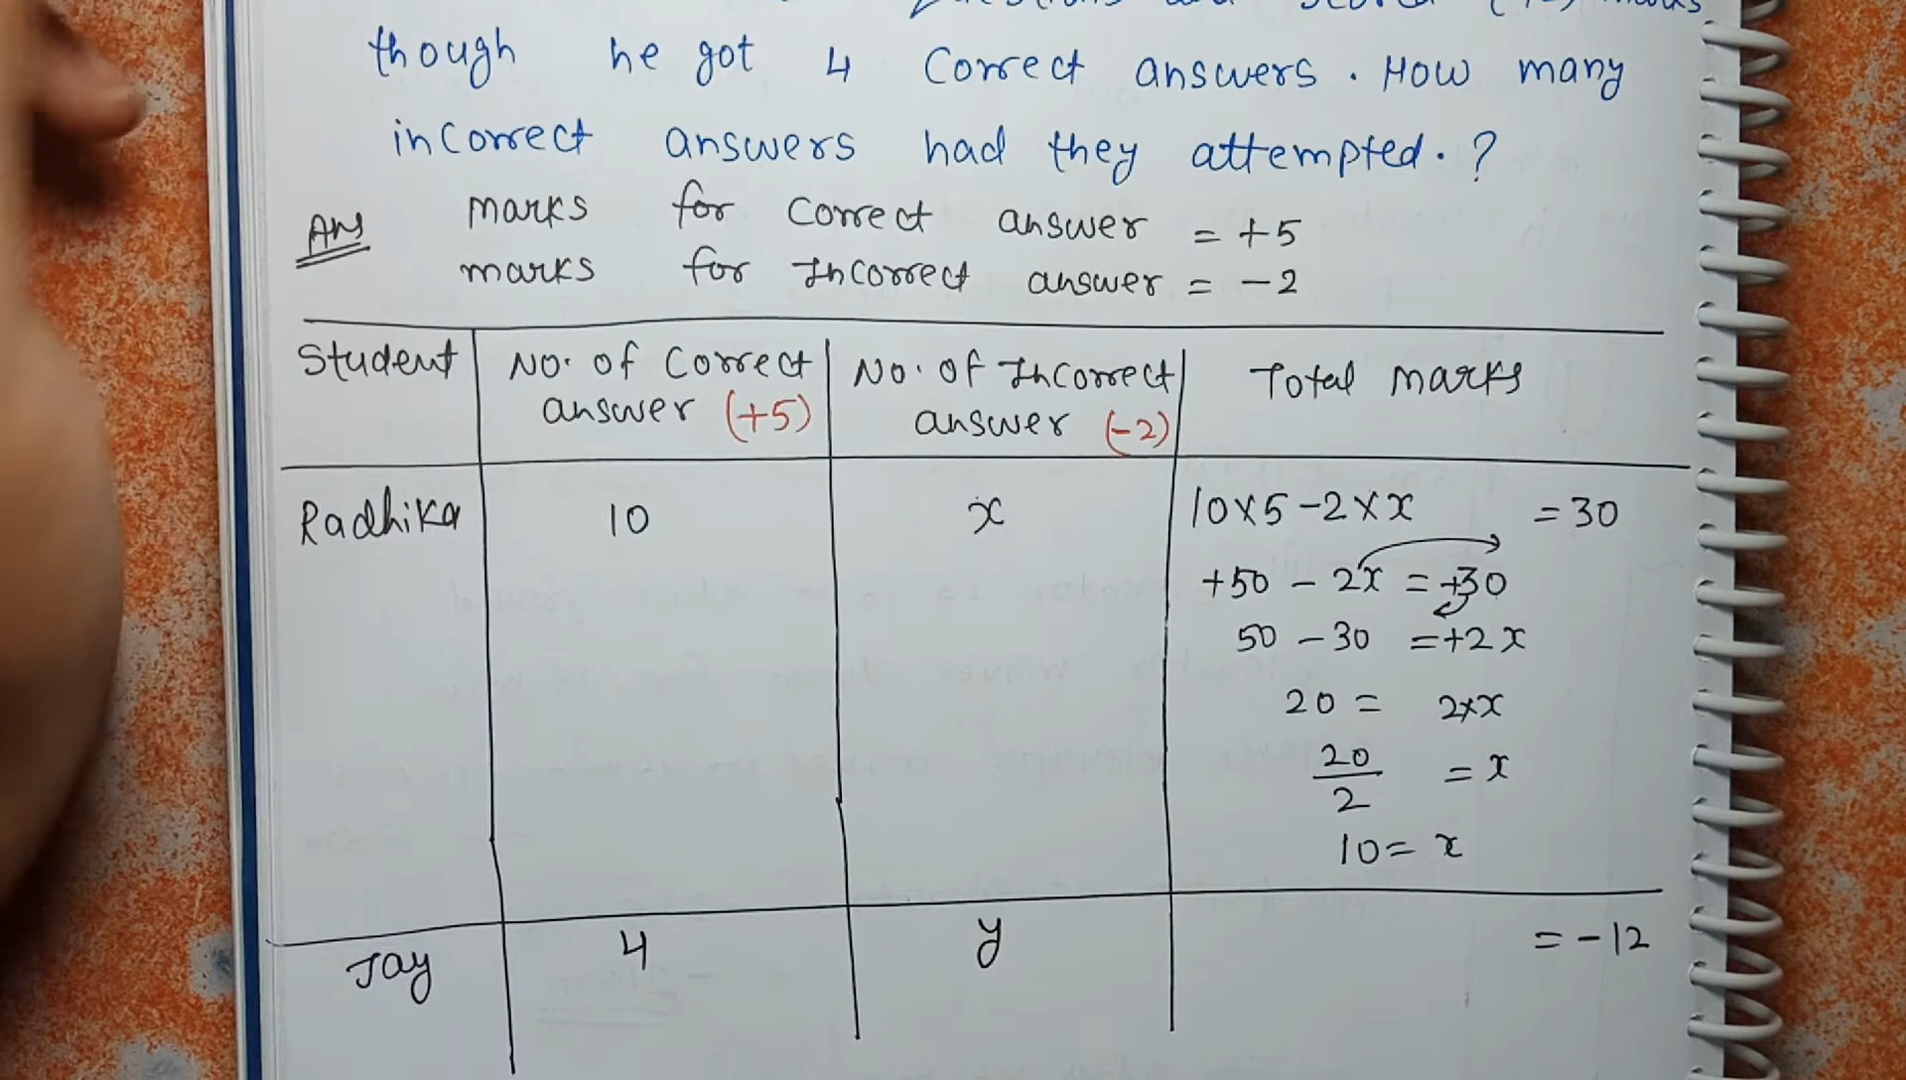 though he got 4 Correct answers. How many
incorrect answers had they attempted.?
Ans marks for correct answer = +5
marks for Incorrect answer = -2
Student No. of Correct answer (+5) No. of Incorrect answer (-2) Total marks
Radhika 10 x 10×5-2×x = 30
+50 - 2x = +30
50 - 30 = +2x
20 = 2×x
20/2 = x
10 = x
Jay 4 y = -12